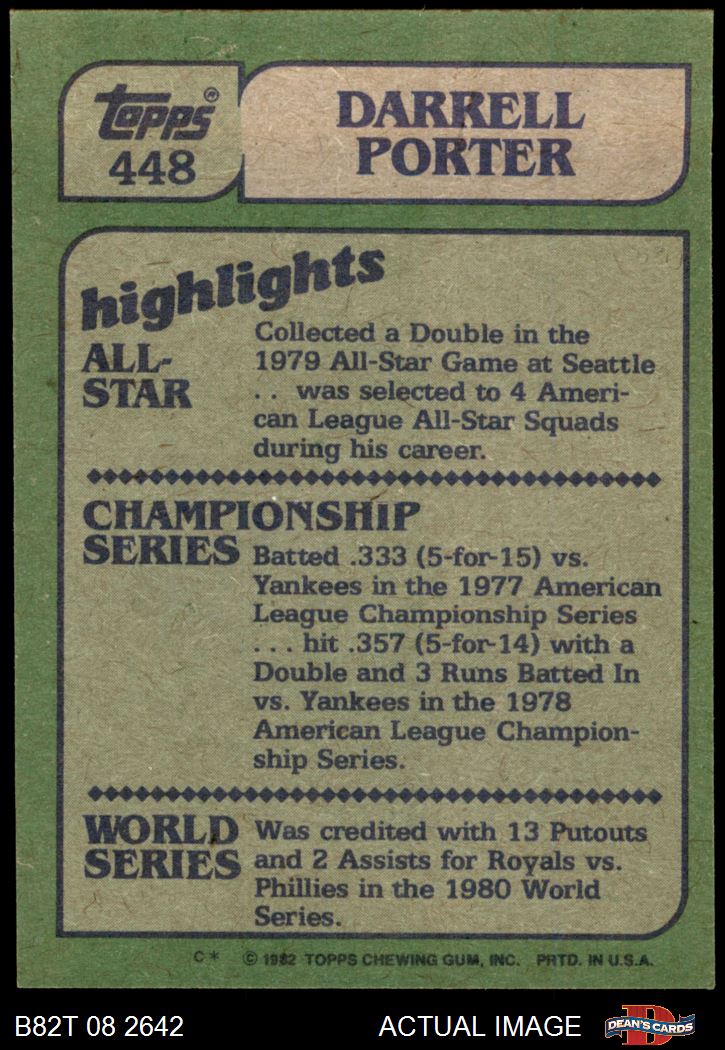 topps®
448
DARRELL
PORTER
highlights
ALL-
STAR
Collected a Double in the
1979 All-Star Game at Seattle
. . was selected to 4 Ameri-
can League All-Star Squads
during his career.
CHAMPIONSHIP
SERIES
Batted .333 (5-for-15) vs.
Yankees in the 1977 American
League Championship Series
. . . hit .357 (5-for-14) with a
Double and 3 Runs Batted In
vs. Yankees in the 1978
American League Champion-
ship Series.
WORLD
SERIES
Was credited with 13 Putouts
and 2 Assists for Royals vs.
Phillies in the 1980 World
Series.
C* © 1982 TOPPS CHEWING GUM, INC. PRTD. IN U.S.A.
B82T 08 2642
ACTUAL IMAGE
D
DEAN'S CARDS